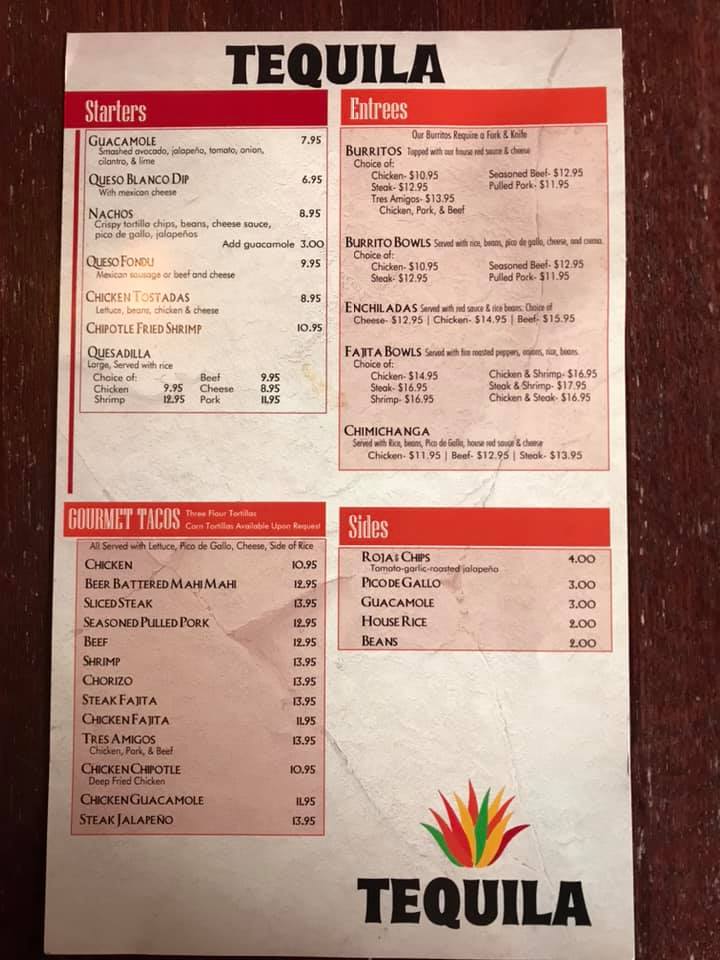 TEQUILA
Starters
GUACAMOLE 7.95
Smashed avocado, jalapeño, tomato, onion,
cilantro, & lime
QUESO BLANCO DIP 6.95
With mexican cheese
NACHOS 8.95
Crispy tortilla chips, beans, cheese sauce,
pico de gallo, jalapeños
Add guacamole 3.00
QUESO FONDU 9.95
Mexican sausage or beef and cheese
CHICKEN TOSTADAS 8.95
Lettuce, beans, chicken & cheese
CHIPOTLE FRIED SHRIMP 10.95
QUESADILLA
Large, Served with rice
Choice of: Beef 9.95
Chicken 9.95 Cheese 8.95
Shrimp 12.95 Pork 11.95
GOURMET TACOS Three Flour Tortillas
Corn Tortillas Available Upon Request
All Served with Lettuce, Pico de Gallo, Cheese, Side of Rice
CHICKEN 10.95
BEER BATTERED MAHI MAHI 12.95
SLICED STEAK 13.95
SEASONED PULLED PORK 12.95
BEEF 12.95
SHRIMP 13.95
CHORIZO 13.95
STEAK FAJITA 13.95
CHICKEN FAJITA 11.95
TRES AMIGOS 13.95
Chicken, Pork, & Beef
CHICKEN CHIPOTLE 10.95
Deep Fried Chicken
CHICKEN GUACAMOLE 11.95
STEAK JALAPEÑO 13.95
Entrees
Our Burritos Require a Fork & Knife
BURRITOS Topped with our house red sauce & cheese
Choice of:
Chicken- $10.95 Seasoned Beef- $12.95
Steak- $12.95 Pulled Pork- $11.95
Tres Amigos- $13.95
Chicken, Pork, & Beef
BURRITO BOWLS Served with rice, beans, pico de gallo, cheese, and crema.
Choice of:
Chicken- $10.95 Seasoned Beef- $12.95
Steak- $12.95 Pulled Pork- $11.95
ENCHILADAS Served with red sauce & rice beans. Choice of
Cheese- $12.95 | Chicken- $14.95 | Beef- $15.95
FAJITA BOWLS Served with fire roasted peppers, onions, rice, beans.
Choice of:
Chicken- $14.95 Chicken & Shrimp- $16.95
Steak- $16.95 Steak & Shrimp- $17.95
Shrimp- $16.95 Chicken & Steak- $16.95
CHIMICHANGA
Served with Rice, beans, Pico de Gallo, house red sauce & cheese
Chicken- $11.95 | Beef- $12.95 | Steak- $13.95
Sides
ROJA & CHIPS 4.00
Tomato-garlic-roasted jalapeño
PICO DE GALLO 3.00
GUACAMOLE 3.00
HOUSE RICE 2.00
BEANS 2.00
TEQUILA